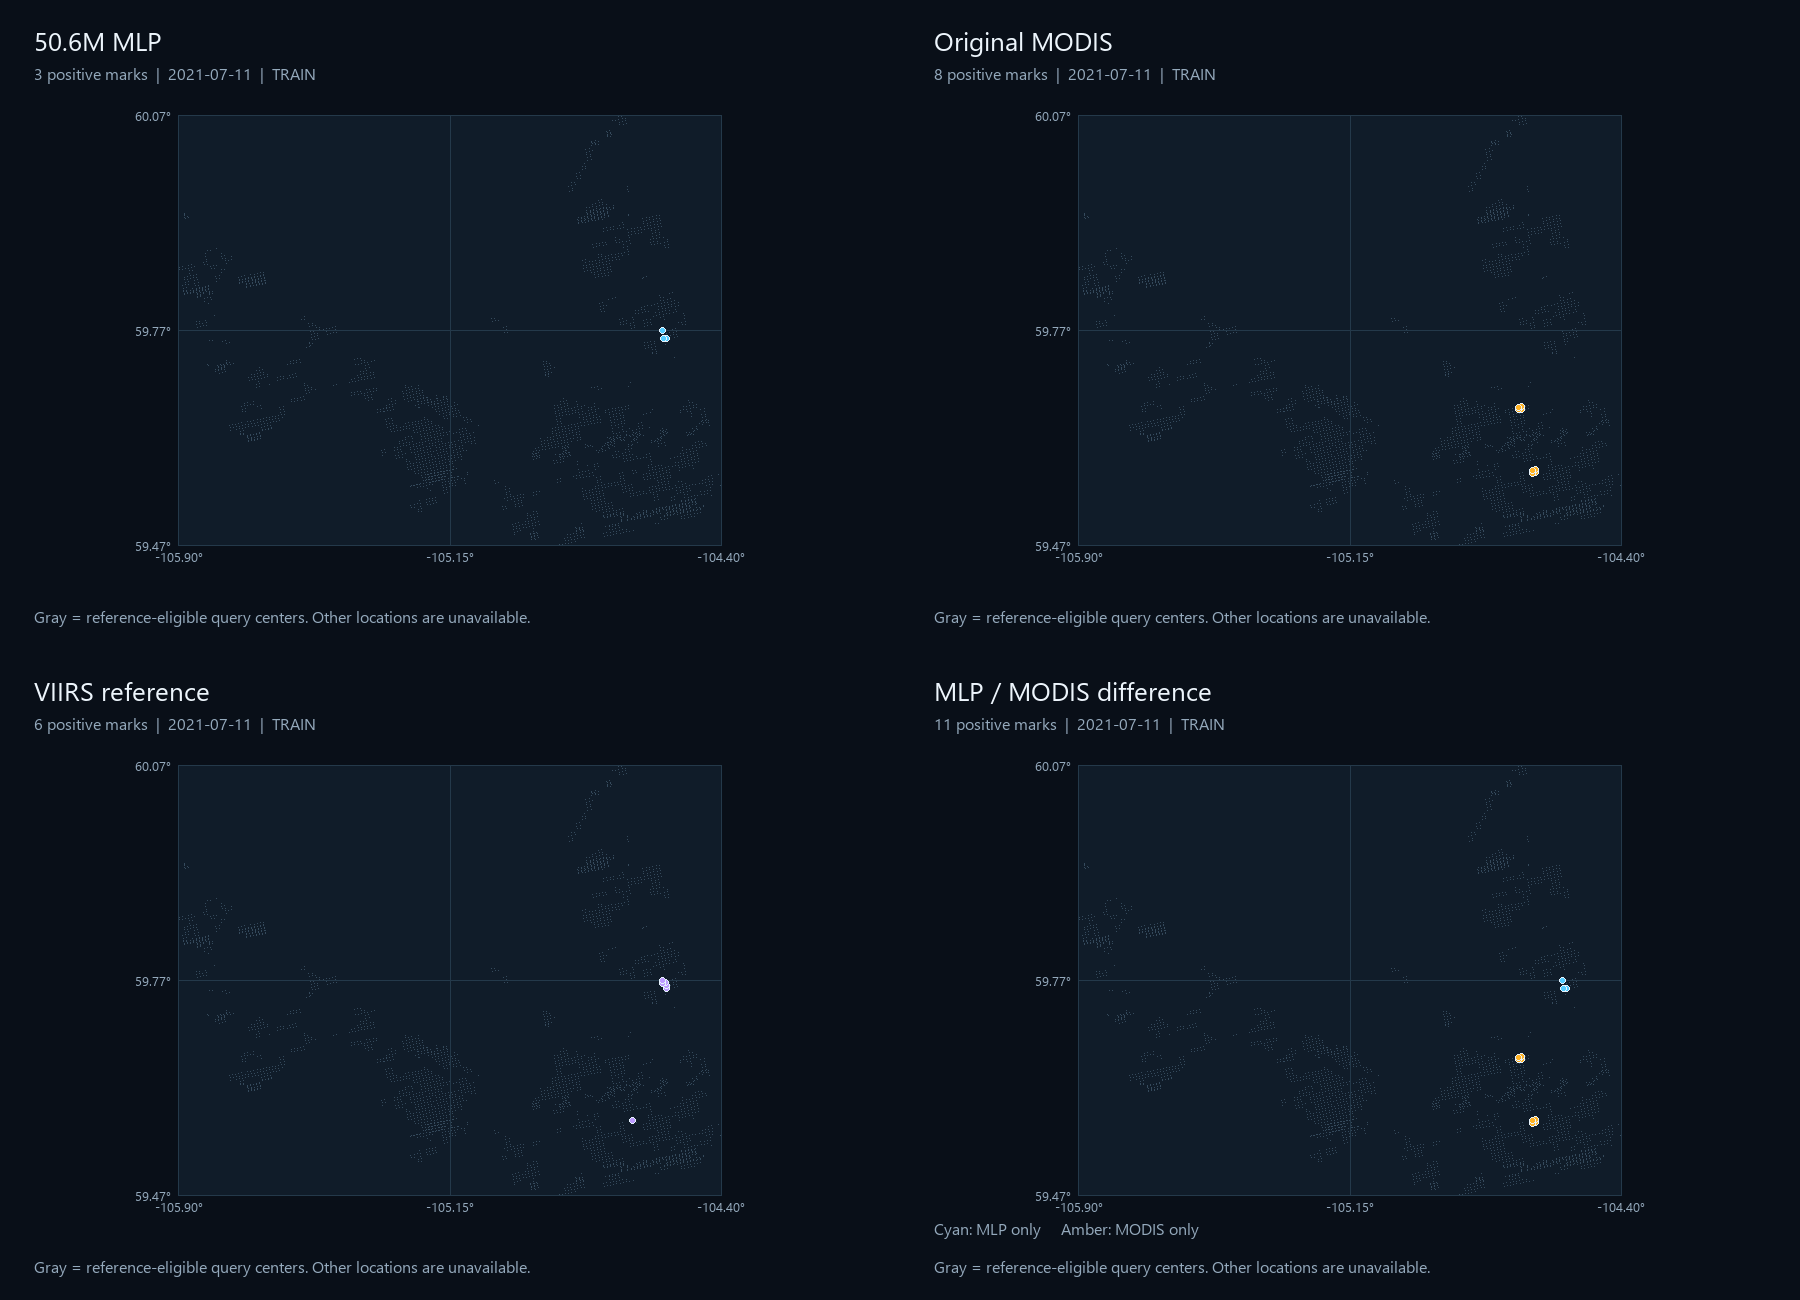 50.6M MLP
3 positive marks | 2021-07-11 | TRAIN
60.07°
59.77°
59.47°
-105.90°
-105.15°
-104.40°
Gray = reference-eligible query centers. Other locations are unavailable.
Original MODIS
8 positive marks | 2021-07-11 | TRAIN
60.07°
59.77°
59.47°
-105.90°
-105.15°
-104.40°
Gray = reference-eligible query centers. Other locations are unavailable.
VIIRS reference
6 positive marks | 2021-07-11 | TRAIN
60.07°
59.77°
59.47°
-105.90°
-105.15°
-104.40°
Gray = reference-eligible query centers. Other locations are unavailable.
MLP / MODIS difference
11 positive marks | 2021-07-11 | TRAIN
60.07°
59.77°
59.47°
-105.90°
-105.15°
-104.40°
Cyan: MLP only Amber: MODIS only
Gray = reference-eligible query centers. Other locations are unavailable.